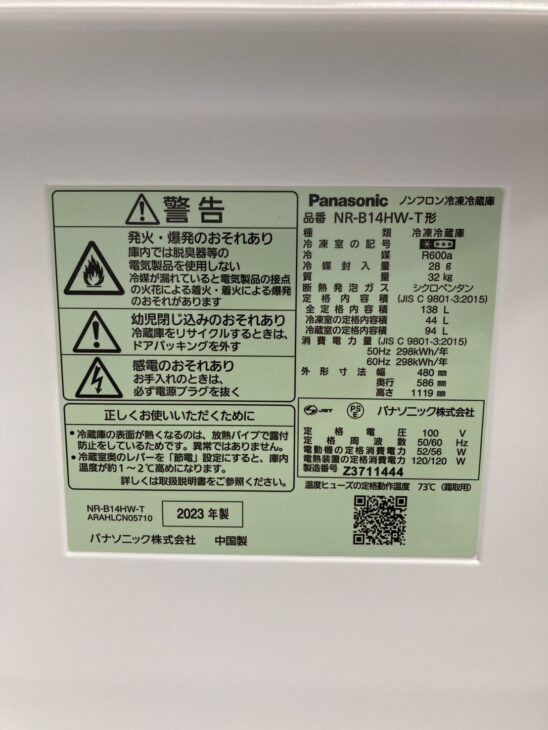 警告
発火・爆発のおそれあり
庫内では脱臭器等の
電気製品を使用しない
冷媒が漏れていると電気製品の接点
の火花による着火・着火による爆発
のおそれがあります
幼児閉じ込みのおそれあり
冷蔵庫をリサイクルするときは、
ドアパッキングを外す
感電のおそれあり
お手入れのときは、
必ず電源プラグを抜く
正しくお使いいただくために
・冷蔵庫の表面が熱くなるのは、放熱パイプで露付
防止をしているためです。異常ではありません。
・冷蔵室奥のレバーを「節電」設定にすると、庫内
温度が約1~2℃高めになります。
詳しくは取扱説明書をご参照ください。
NR-B14HW-T
ARAHLCN05710
2023 年製
パナソニック株式会社 中国製
Panasonic ノンフロン冷凍冷蔵庫
品番 NR-B14HW-T形
種類 冷凍冷蔵庫
冷凍室の記号
冷媒 R600a
冷媒封入量 28 g
質量 32 kg
断熱発泡ガス シクロペンタン
定格内容積 (JIS C 9801-3:2015)
全定格内容積 138 L
冷凍室の定格内容積 44 L
冷蔵室の定格内容積 94 L
消費電力量 (JIS C 9801-3:2015)
50Hz 298kWh/年
60Hz 298kWh/年
外形寸法 幅 480 mm
奥行 586 mm
高さ 1119 mm
JET PS E パナソニック株式会社
定格電圧 100 V
定格周波数 50/60 Hz
電動機の定格消費電力 52/56 W
電熱装置の定格消費電力 120/120 W
製造番号 Z3711444
温度ヒューズの定格動作温度 73℃ (霜取用)